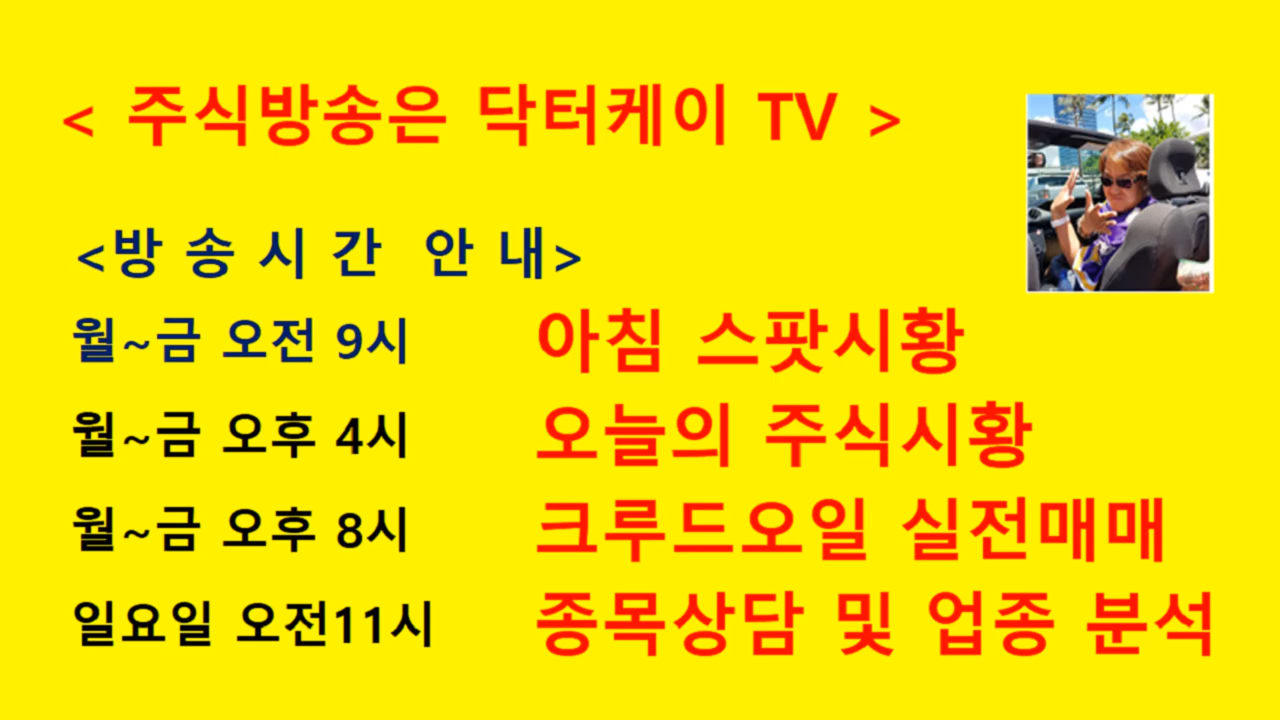 < 주식방송은 닥터케이 TV >
<방 송 시 간 안 내>
월~금 오전 9시 아침 스팟시황
월~금 오후 4시 오늘의 주식시황
월~금 오후 8시 크루드오일 실전매매
일요일 오전11시 종목상담 및 업종 분석